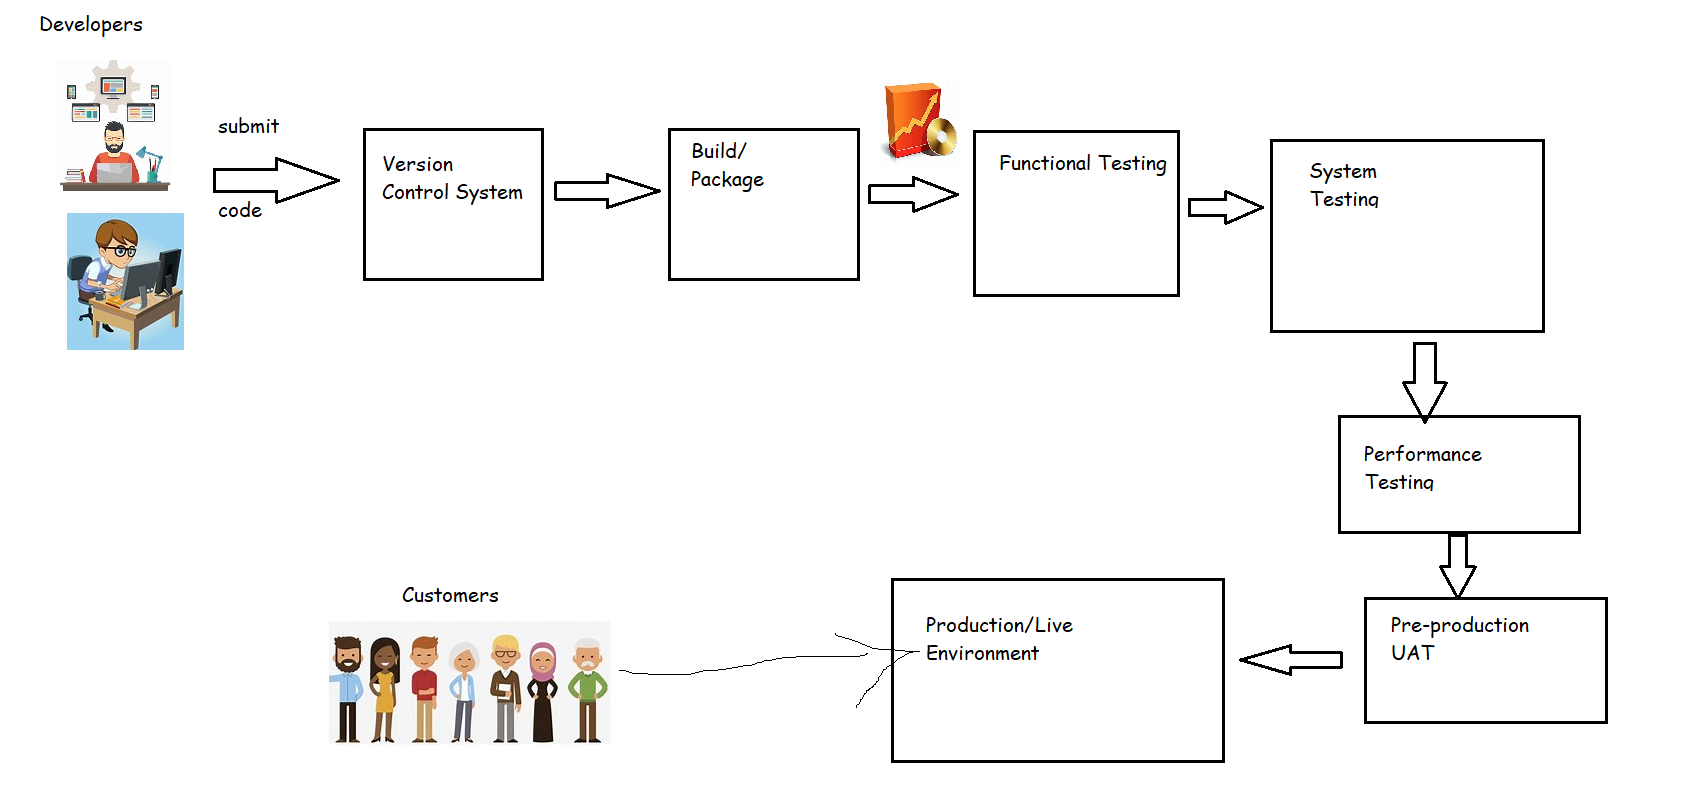 Developers
submit
code
Version
Control System
Build/
Package
Functional Testing
System
Testing
Performance
Testing
Pre-production
UAT
Production/Live
Environment
Customers